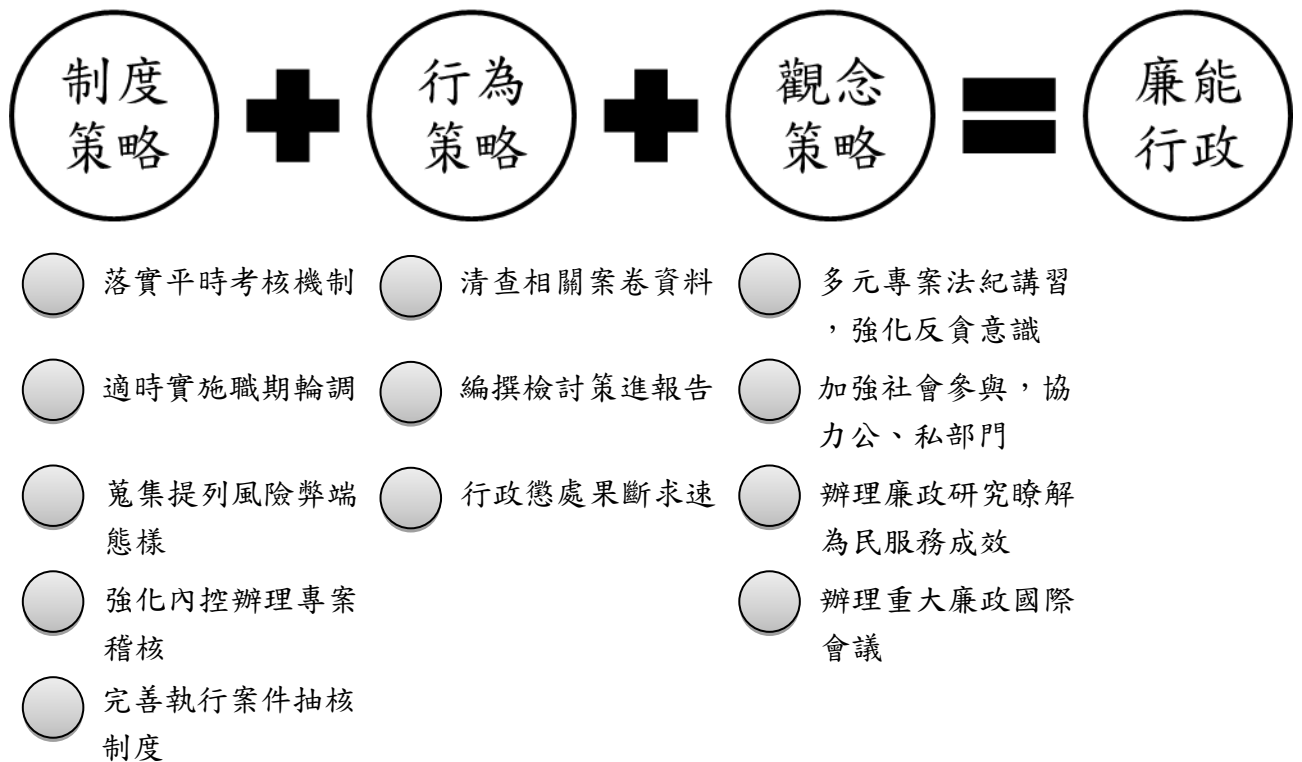 制度
策略
行為
策略
觀念
策略
廉能
行政
落實平時考核機制
適時實施職期輪調
蒐集提列風險弊端
態樣
強化內控辦理專案
稽核
完善執行案件抽核
制度
清查相關案卷資料
編撰檢討策進報告
行政懲處果斷求速
多元專案法紀講習
，強化反貪意識
加強社會參與，協
力公、私部門
辦理廉政研究瞭解
為民服務成效
辦理重大廉政國際
會議